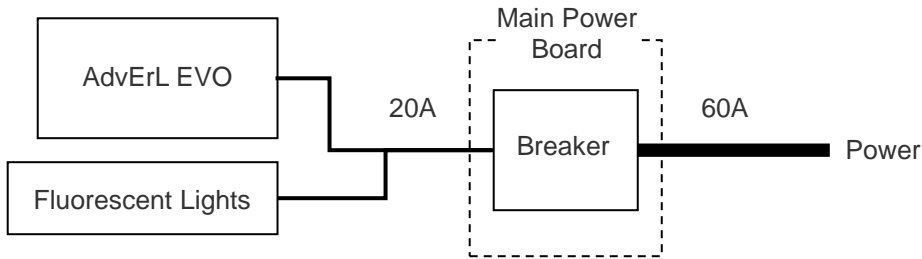 Main Power
Board
AdvErL EVO
20A
60A
Breaker
Power
Fluorescent Lights